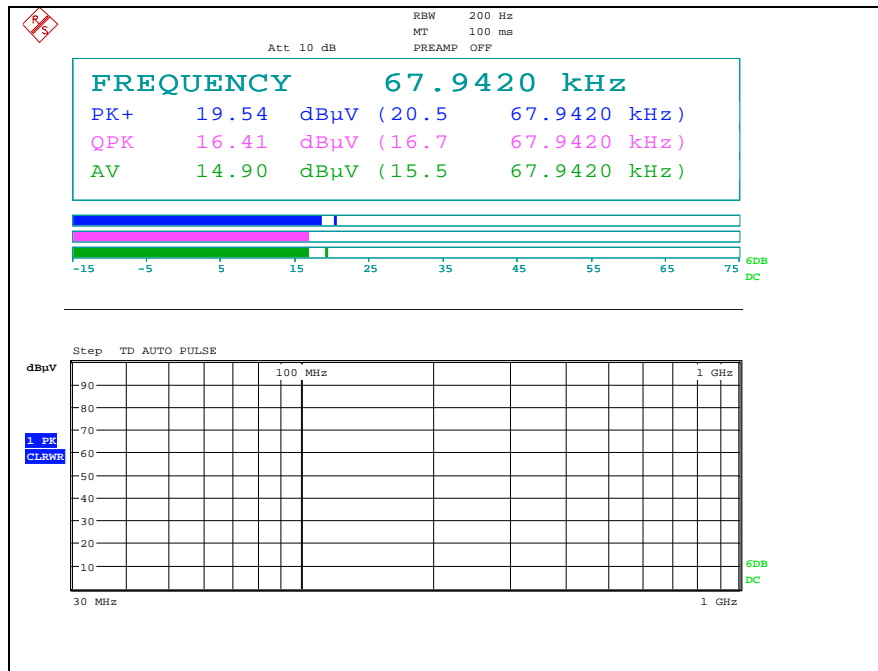 R S
RBW 200 Hz
MT 100 ms
Att 10 dB PREAMP OFF
FREQUENCY 67.9420 kHz
PK+ 19.54 dBµV (20.5 67.9420 kHz)
QPK 16.41 dBµV (16.7 67.9420 kHz)
AV 14.90 dBµV (15.5 67.9420 kHz)
-15 -5 5 15 25 35 45 55 65 75
6DB
DC
Step TD AUTO PULSE
dBµV
100 MHz 1 GHz
90
80
70
1 PK
CLRWR
60
50
40
30
20
10
6DB
DC
30 MHz 1 GHz